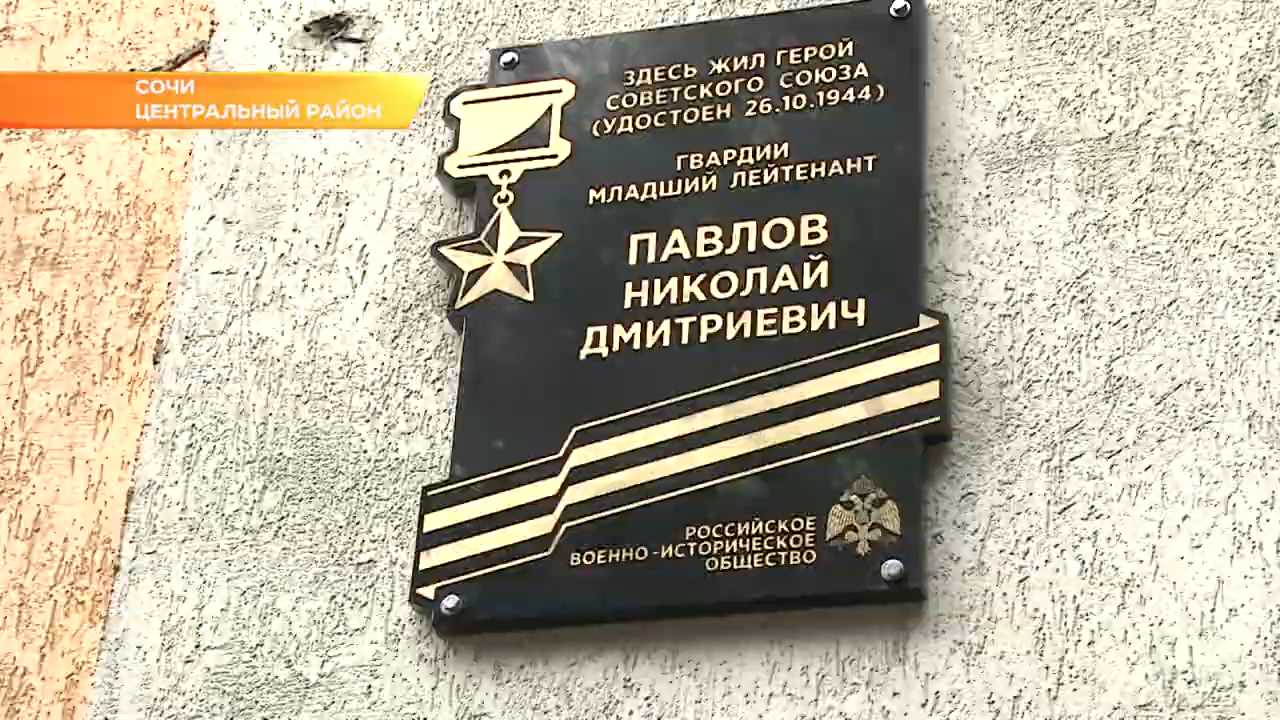 СОЧИ
ЦЕНТРАЛЬНЫЙ РАЙОН
ЗДЕСЬ ЖИЛ ГЕРОЙ
СОВЕТСКОГО СОЮЗА
(УДОСТОЕН 26.10.1944)
ГВАРДИИ
МЛАДШИЙ ЛЕЙТЕНАНТ
ПАВЛОВ
НИКОЛАЙ
ДМИТРИЕВИЧ
РОССИЙСКОЕ
ВОЕННО-ИСТОРИЧЕСКОЕ
ОБЩЕСТВО